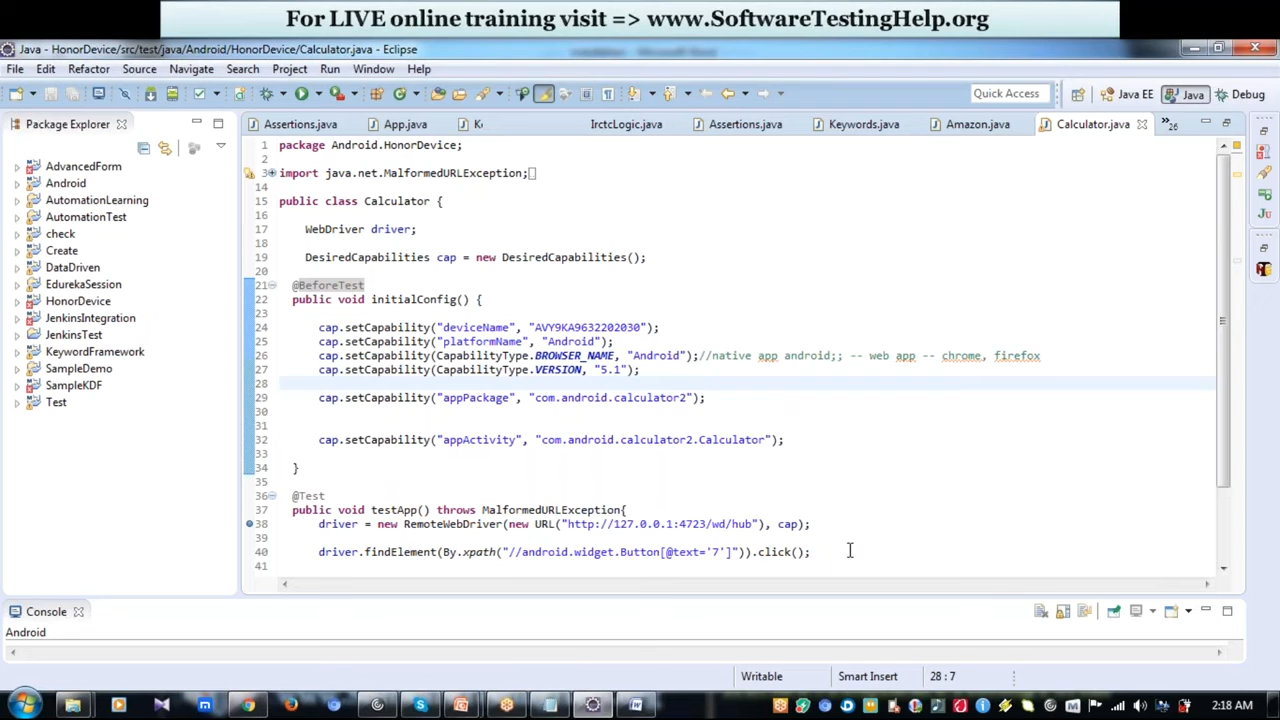 For LIVE online training visit => www.SoftwareTestingHelp.org
Java - HonorDevice/src/test/java/Android/HonorDevice/Calculator.java - Eclipse
File Edit Refactor Source Navigate Search Project Run Window Help
Quick Access Java EE Java Debug
Package Explorer
Assertions.java App.java IrctcLogic.java Assertions.java Keywords.java Amazon.java Calculator.java »26
AdvancedForm
Android
AutomationLearning
AutomationTest
check
Create
DataDriven
EdurekaSession
HonorDevice
JenkinsIntegration
JenkinsTest
KeywordFramework
SampleDemo
SampleKDF
Test
1 package Android.HonorDevice;
2
3 import java.net.MalformedURLException;
14
15 public class Calculator {
16
17 WebDriver driver;
18
19 DesiredCapabilities cap = new DesiredCapabilities();
20
21 @BeforeTest
22 public void initialConfig() {
23
24 cap.setCapability("deviceName", "AVY9KA9632202030");
25 cap.setCapability("platformName", "Android");
26 cap.setCapability(CapabilityType.BROWSER_NAME, "Android");//native app android;; -- web app -- chrome, firefox
27 cap.setCapability(CapabilityType.VERSION, "5.1");
28
29 cap.setCapability("appPackage", "com.android.calculator2");
30
31
32 cap.setCapability("appActivity", "com.android.calculator2.Calculator");
33
34 }
35
36 @Test
37 public void testApp() throws MalformedURLException{
38 driver = new RemoteWebDriver(new URL("http://127.0.0.1:4723/wd/hub"), cap);
39
40 driver.findElement(By.xpath("//android.widget.Button[@text='7']")).click();
41
Console
Android
Writable Smart Insert 28 : 7
2:18 AM